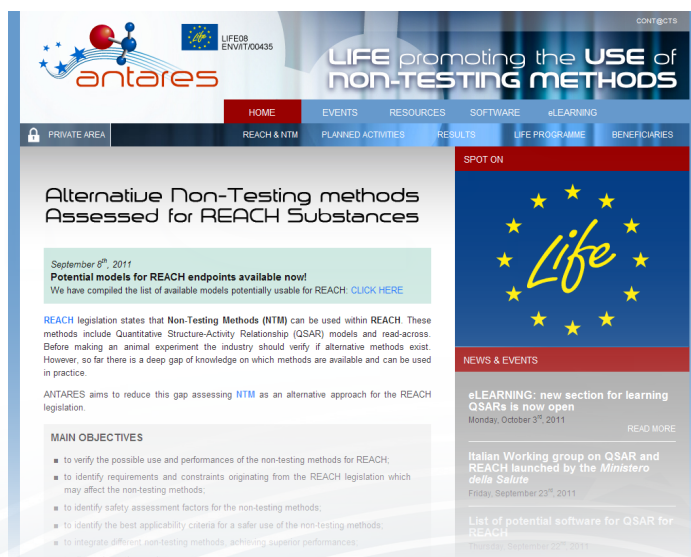 CONT@CTS
LIFE08
ENV/IT/00435
life
antares
LIFE promoting the USE of
NON-TESTING METHODS
HOME EVENTS RESOURCES SOFTWARE eLEARNING
PRIVATE AREA REACH & NTM PLANNED ACTIVITIES RESULTS LIFE PROGRAMME BENEFICIARIES
SPOT ON
Alternative Non-Testing methods
Assessed for REACH Substances
September 8th, 2011
Potential models for REACH endpoints available now!
We have compiled the list of available models potentially usable for REACH: CLICK HERE
REACH legislation states that Non-Testing Methods (NTM) can be used within REACH. These
methods include Quantitative Structure-Activity Relationship (QSAR) models and read-across.
Before making an animal experiment the industry should verify if alternative methods exist.
However, so far there is a deep gap of knowledge on which methods are available and can be used
in practice.
ANTARES aims to reduce this gap assessing NTM as an alternative approach for the REACH
legislation.
MAIN OBJECTIVES
to verify the possible use and performances of the non-testing methods for REACH;
to identify requirements and constraints originating from the REACH legislation which
may affect the non-testing methods;
to identify safety assessment factors for the non-testing methods;
to identify the best applicability criteria for a safer use of the non-testing methods;
to integrate different non-testing methods, achieving superior performances;
life
NEWS & EVENTS
eLEARNING: new section for learning
QSARs is now open
Monday, October 3rd, 2011
READ MORE
Italian Working group on QSAR and
REACH launched by the Ministero
della Salute
Friday, September 23rd, 2011
List of potential software for QSAR for
REACH
Thursday, September 22nd, 2011